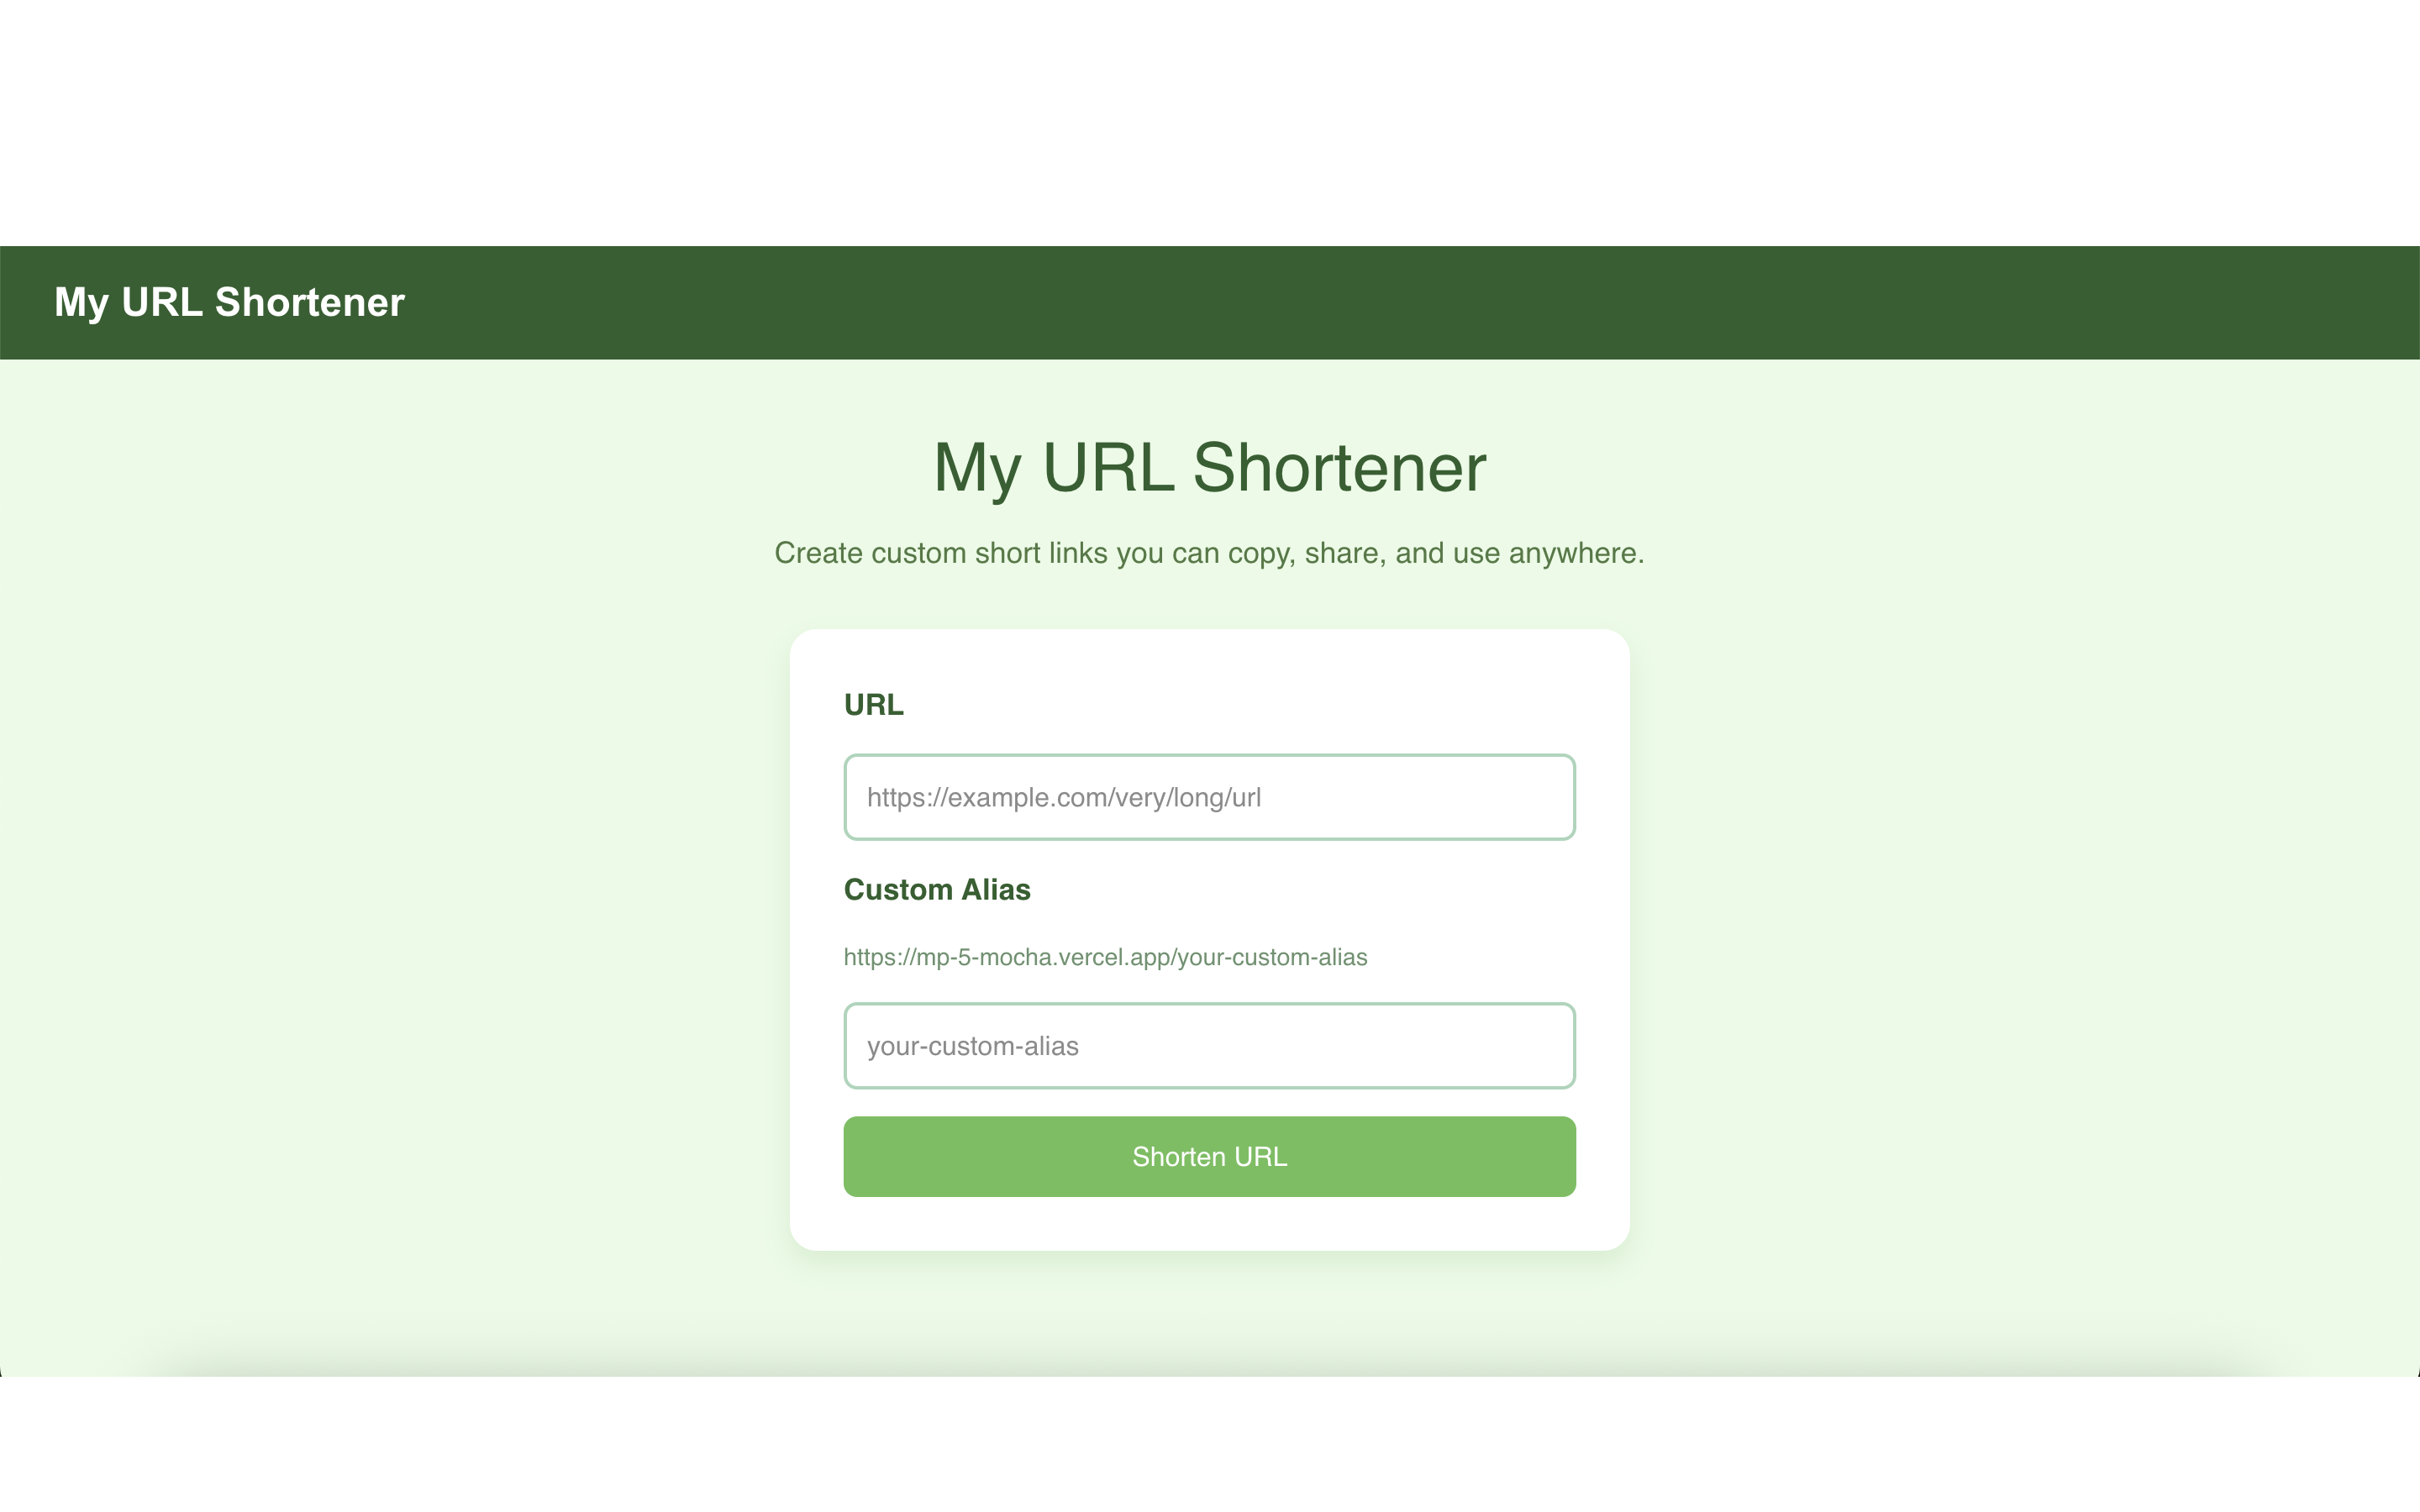 My URL Shortener
My URL Shortener
Create custom short links you can copy, share, and use anywhere.
URL
https://example.com/very/long/url
Custom Alias
https://mp-5-mocha.vercel.app/your-custom-alias
your-custom-alias
Shorten URL